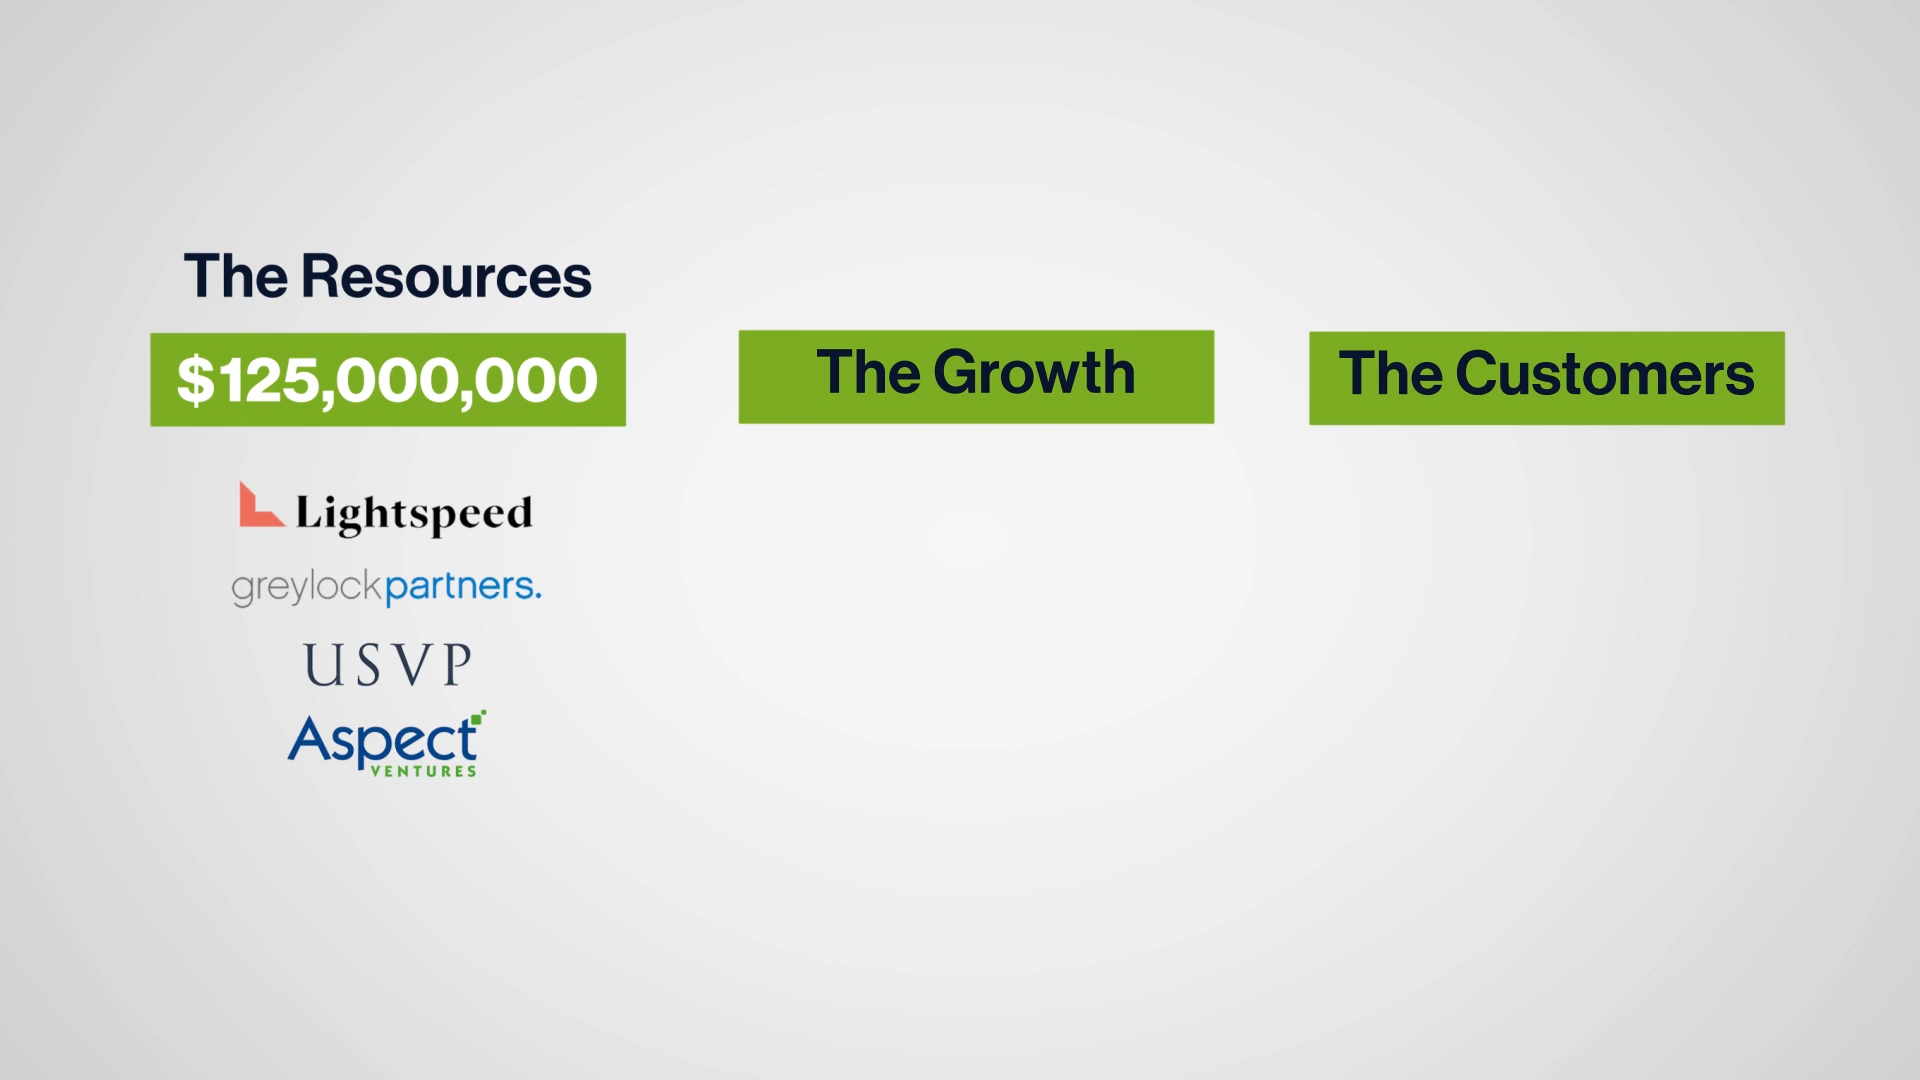 The Resources
$125,000,000
Lightspeed
greylockpartners.
USVP
Aspect
VENTURES
The Growth
The Customers